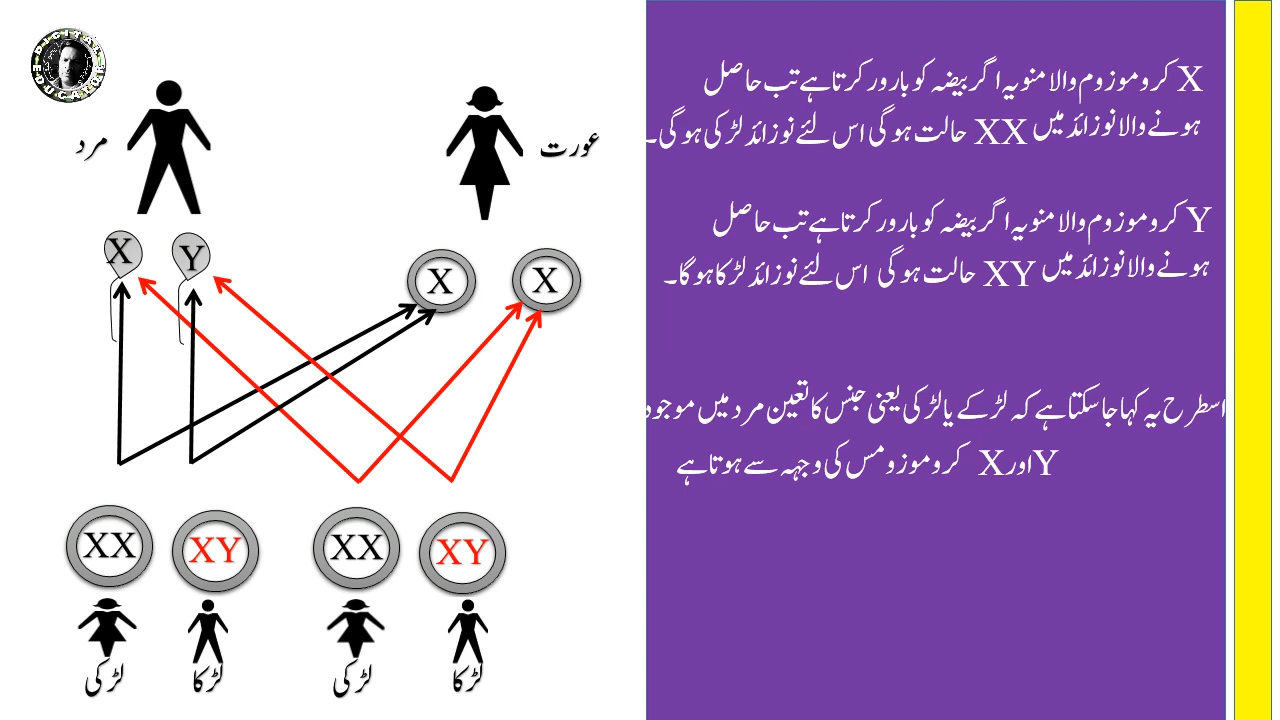 DIGITAL EDUCATOR
مرد
عورت
X
Y
X
X
XX
XY
XX
XY
لڑکی
لڑکا
لڑکی
لڑکا
X کروموزوم والا منویہ اگر بیضہ کو بارور کرتا ہے تب حاصل
ہونے والا نوزائد میں XX حالت ہوگی اس لئے نوزائد لڑکی ہوگی۔
Y کروموزوم والا منویہ اگر بیضہ کو بارور کرتا ہے تب حاصل
ہونے والا نوزائد میں XY حالت ہوگی اس لئے نوزائد لڑکا ہوگا۔
اسطرح یہ کہا جاسکتا ہے کہ لڑکے یا لڑکی یعنی جنس کا تعین مرد میں موجود
Y اور X کروموزومس کی وجہہ سے ہوتا ہے